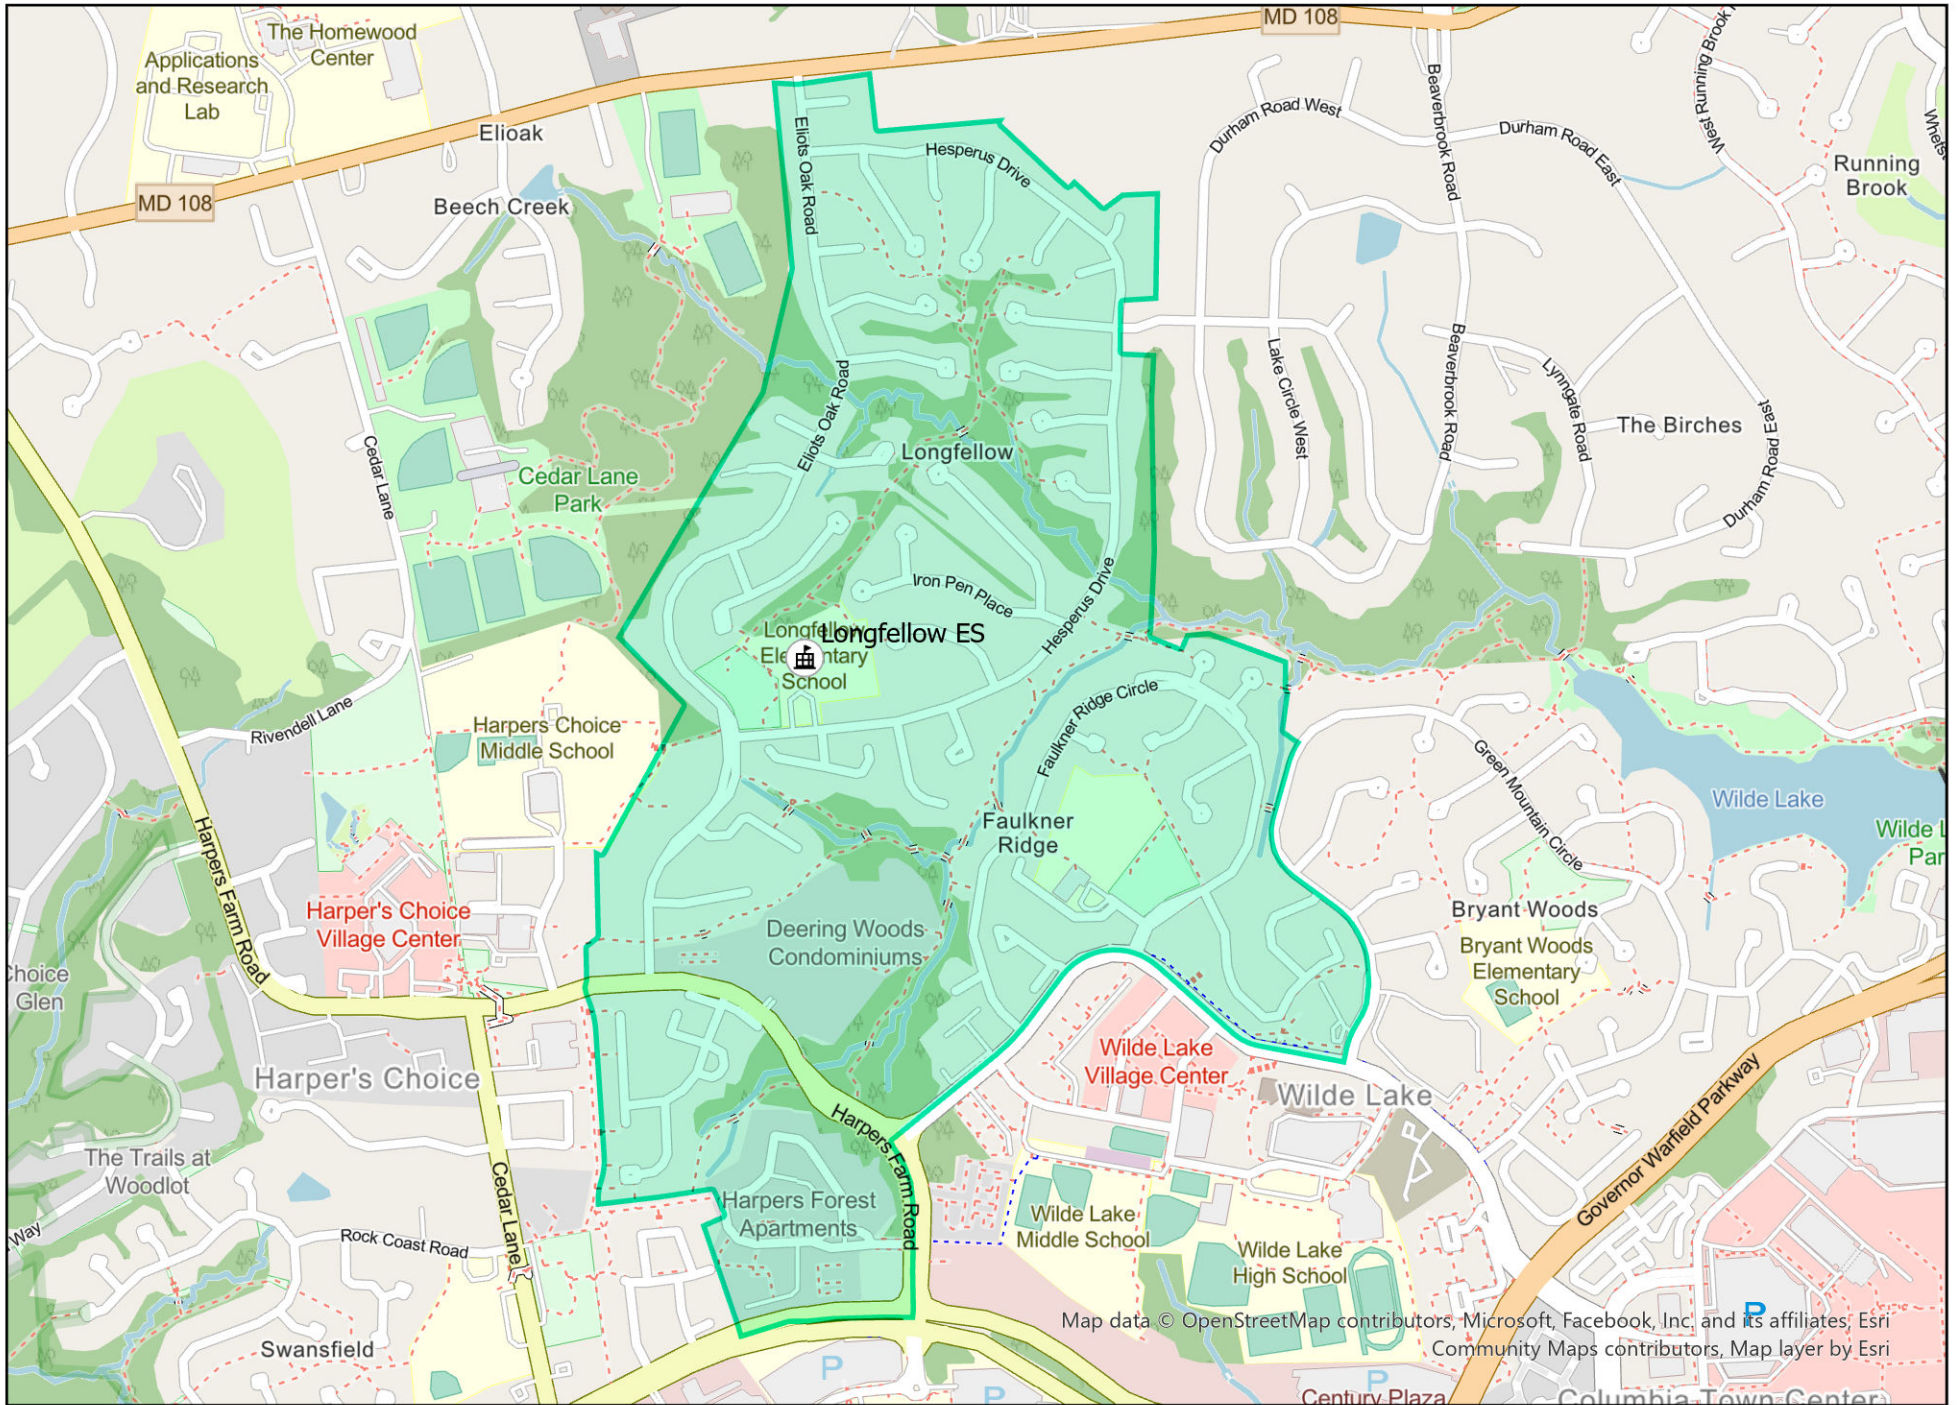 MD 108
The Homewood
Center
Applications
and Research
Lab
Elioak
Beech Creek
MD 108
Eliots Oak Road
Hesperus Drive
Durham Road West
Beaverbrook Road
Durham Road East
West Running Brook
Running
Brook
Cedar Lane
Cedar Lane
Park
Eliots Oak Road
Longfellow
Lake Circle West
Beaverbrook Road
Lynngate Road
The Birches
Durham Road East
Durham Road East
Iron Pen Place
Hesperus Drive
Longfellow
Elementary
School
Longfellow ES
Rivendell Lane
Harpers Choice
Middle School
Faulkner Ridge Circle
Green Mountain Circle
Wilde Lake
Faulkner
Ridge
Harpers Farm Road
Harper's Choice
Village Center
Deering Woods
Condominiums
Bryant Woods
Bryant Woods
Elementary
School
Choice
Glen
Harper's Choice
Wilde Lake
Village Center
Wilde Lake
Governor Warfield Parkway
Harpers Farm Road
The Trails at
Woodlot
Cedar Lane
Harpers Forest
Apartments
Way
Rock Coast Road
Wilde Lake
Middle School
Wilde Lake
High School
Swansfield
P
P
P
P
Map data © OpenStreetMap contributors, Microsoft, Facebook, Inc. and its affiliates, Esri
Community Maps contributors, Map layer by Esri
Century Plaza
Columbia Town Center